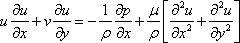 u ∂u/∂x + v ∂u/∂y = − 1/ρ ∂p/∂x + μ/ρ [ ∂²u/∂x² + ∂²u/∂y² ]